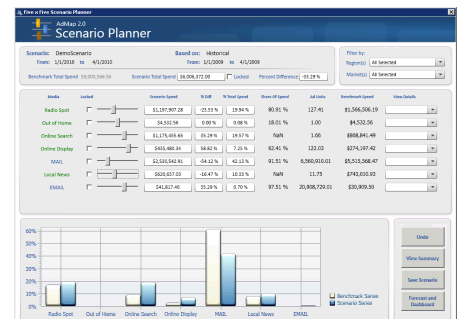 Five x Five Scenario Planner
AdMap 2.0
Scenario Planner
Scenario: DemoScenario Based on: Historical
From: 1/1/2010 to 4/1/2010 From: 1/1/2009 to 4/1/2009
Filter by:
Region(s) All Selected
Market(s) All Selected
Benchmark Total Spend Scenario Total Spend $6,006,372.00 Locked Percent Difference -33.29 %
Media Locked Scenario Spend % Diff % Total Spend Share Of Spend Ad Units Benchmark Spend View Details
Radio Spot $1,197,907.28 -23.53 % 19.94 % 80.91 % 127.41 $1,566,506.19
Out of Home $4,532.56 0.00 % 0.08 % 18.01 % 1.00 $4,532.56
Online Search $1,175,455.65 35.29 % 19.57 % NaN 1.66 $868,841.49
Online Display $435,480.34 58.82 % 7.25 % 62.41 % 122.03 $274,197.42
MAIL $2,530,542.91 -54.12 % 42.13 % 91.51 % 6,560,910.01 $5,515,568.47
Local News $620,637.03 -16.47 % 10.33 % NaN 11.75 $743,010.93
EMAIL $41,817.46 35.29 % 0.70 % 97.51 % 20,908,729.01 $30,909.50
60%
50%
40%
30%
20%
10%
0%
Radio Spot Out of Home Online Search Online Display MAIL Local News EMAIL
Benchmark Series
Scenario Series
Undo
View Summary
Save Scenario
Forecast and
Dashboard